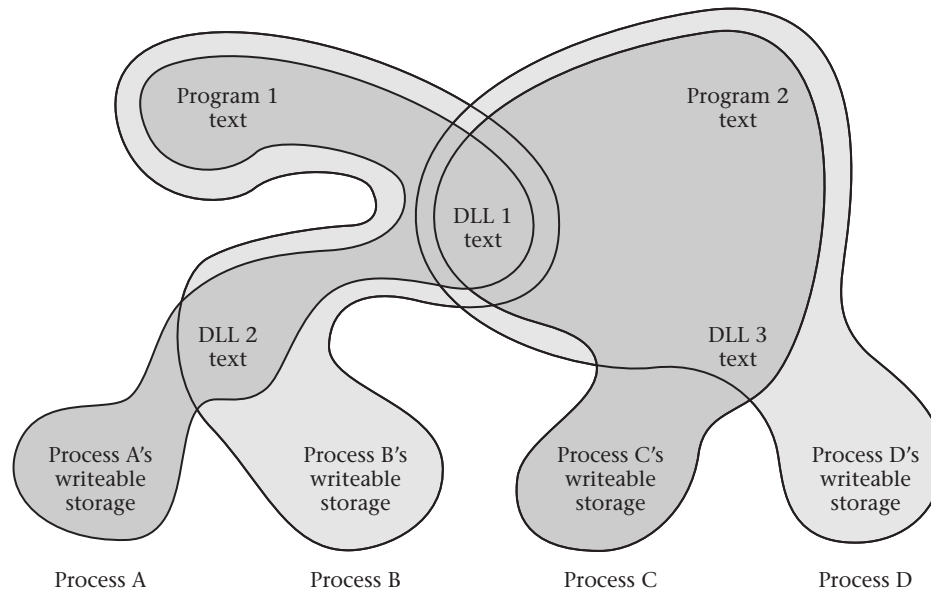 Program 1
text
Program 2
text
DLL 1
text
DLL 2
text
DLL 3
text
Process A's
writeable
storage
Process B's
writeable
storage
Process C's
writeable
storage
Process D's
writeable
storage
Process A
Process B
Process C
Process D